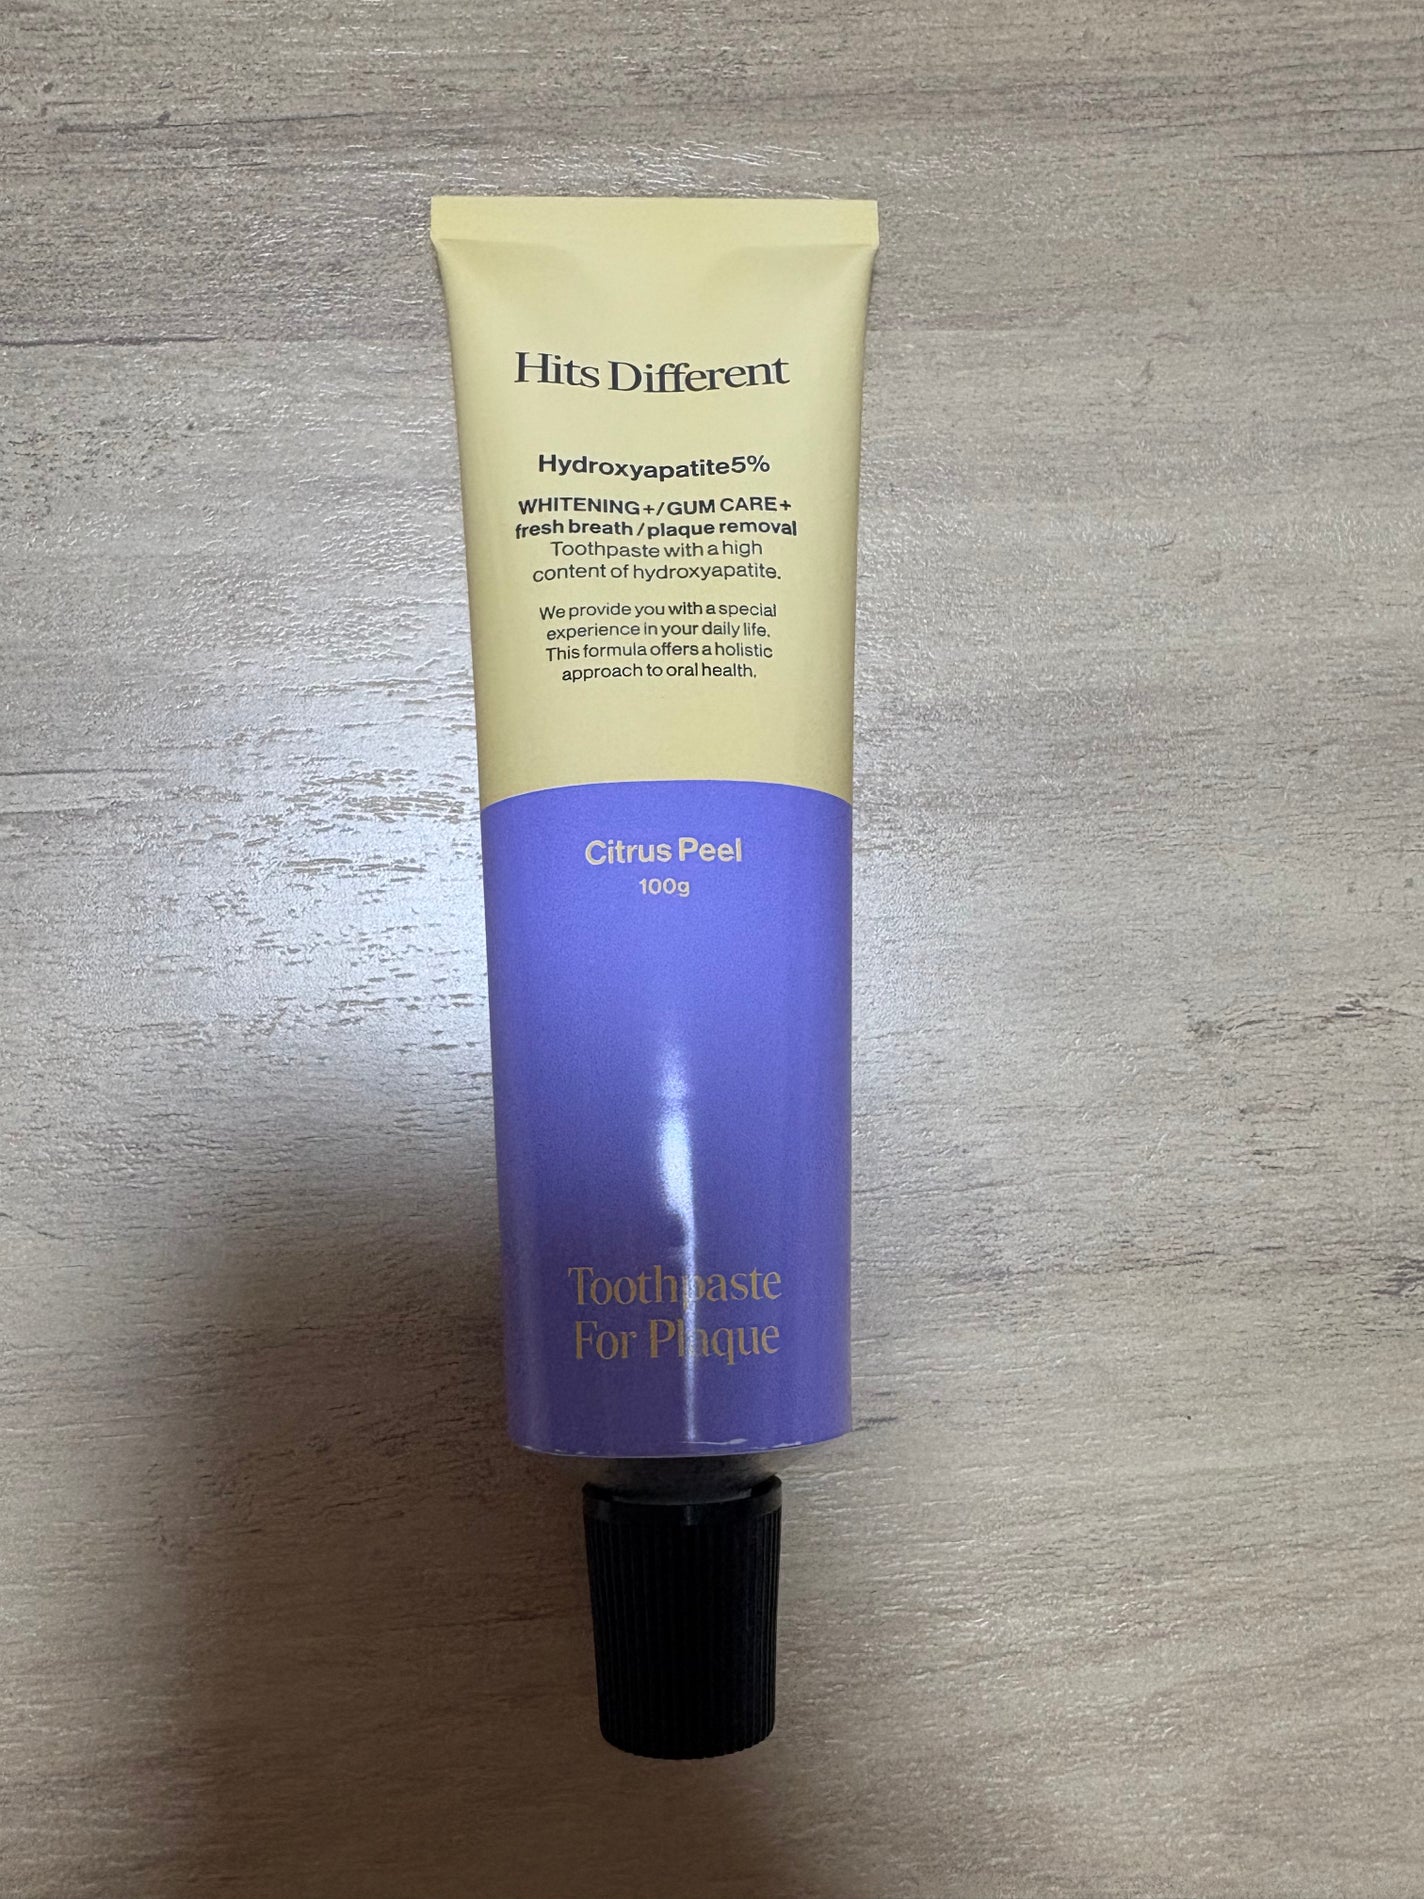 Hits Different
Hydroxyapatite5%
WHITENING+/GUM CARE+
fresh breath/plaque removal
Toothpaste with a high
content of hydroxyapatite.
We provide you with a special
experience in your daily life.
This formula offers a holistic
approach to oral health.
Citrus Peel
100g
Toothpaste
For Plaque